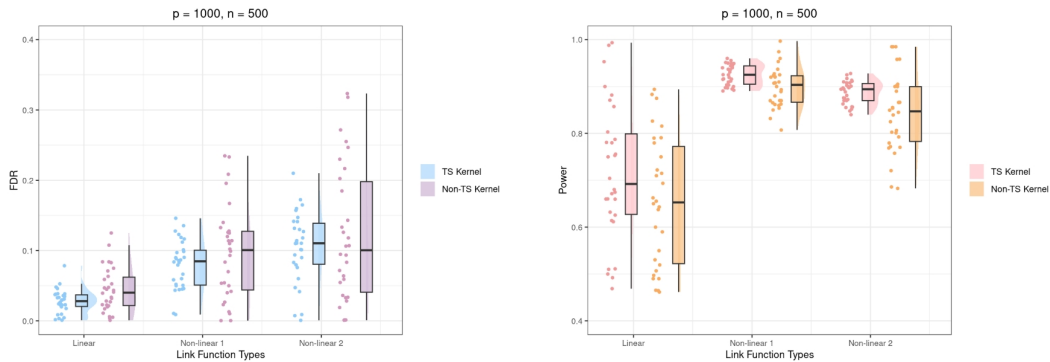 p = 1000, n = 500
FDR
0.4
0.3
0.2
0.1
0.0
Linear
Non-linear 1
Non-linear 2
Link Function Types
TS Kernel
Non-TS Kernel
p = 1000, n = 500
Power
1.0
0.8
0.6
0.4
Linear
Non-linear 1
Non-linear 2
Link Function Types
TS Kernel
Non-TS Kernel